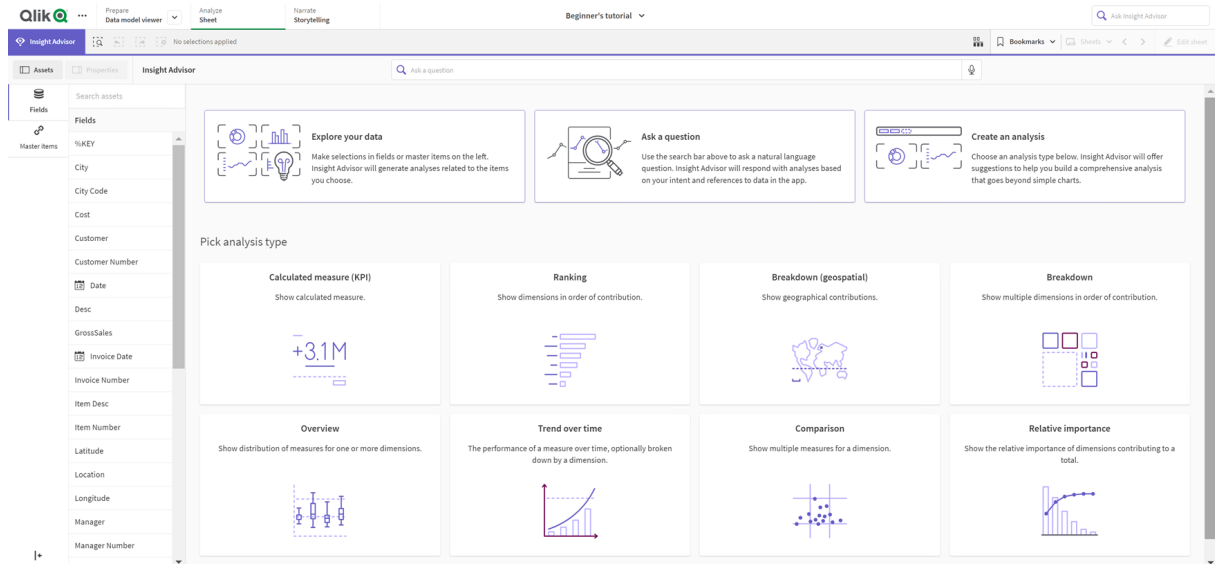 Qlik
Prepare
Data model viewer
Analyze
Sheet
Narrate
Storytelling
Beginner's tutorial
Ask Insight Advisor
Insight Advisor
No selections applied
Bookmarks
Sheets
Edit sheet
Assets
Properties
Insight Advisor
Ask a question
Fields
Master items
Search assets
Fields
%KEY
City
City Code
Cost
Customer
Customer Number
Date
Desc
GrossSales
Invoice Date
Invoice Number
Item Desc
Item Number
Latitude
Location
Longitude
Manager
Manager Number
Explore your data
Make selections in fields or master items on the left.
Insight Advisor will generate analyses related to the items
you choose.
Ask a question
Use the search bar above to ask a natural language
question. Insight Advisor will respond with analyses based
on your intent and references to data in the app.
Create an analysis
Choose an analysis type below. Insight Advisor will offer
suggestions to help you build a comprehensive analysis
that goes beyond simple charts.
Pick analysis type
Calculated measure (KPI)
Show calculated measure.
+3.1M
Ranking
Show dimensions in order of contribution.
Breakdown (geospatial)
Show geographical contributions.
Breakdown
Show multiple dimensions in order of contribution.
Overview
Show distribution of measures for one or more dimensions.
Trend over time
The performance of a measure over time, optionally broken
down by a dimension.
Comparison
Show multiple measures for a dimension.
Relative importance
Show the relative importance of dimensions contributing to a
total.